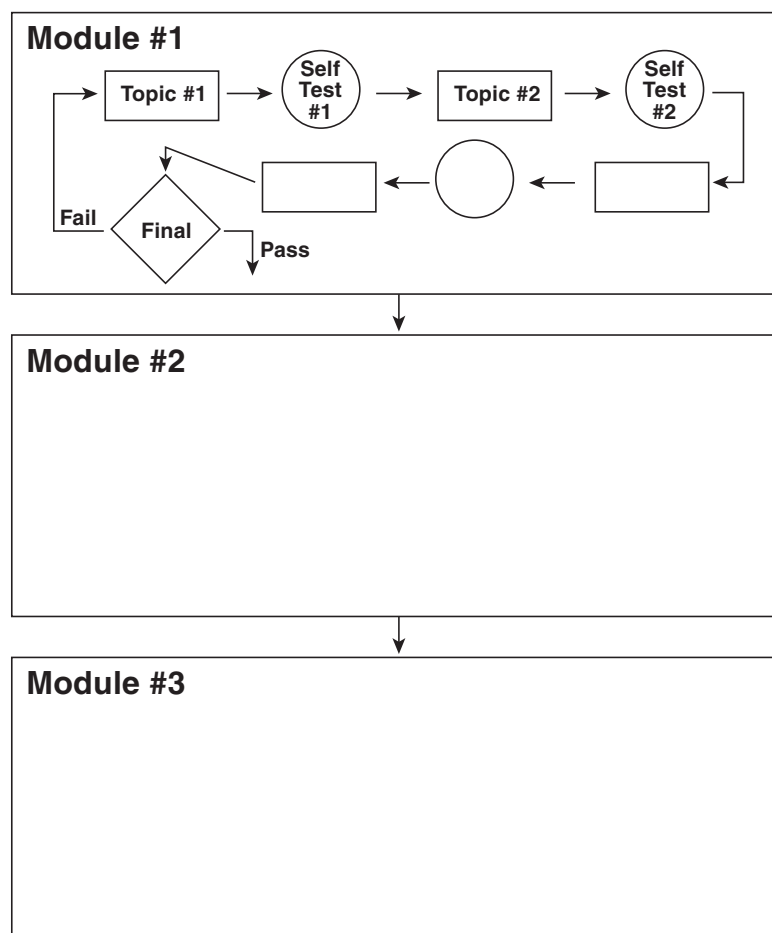 Module #1
Topic #1
Self
Test
#1
Topic #2
Self
Test
#2
Fail
Final
Pass
Module #2
Module #3